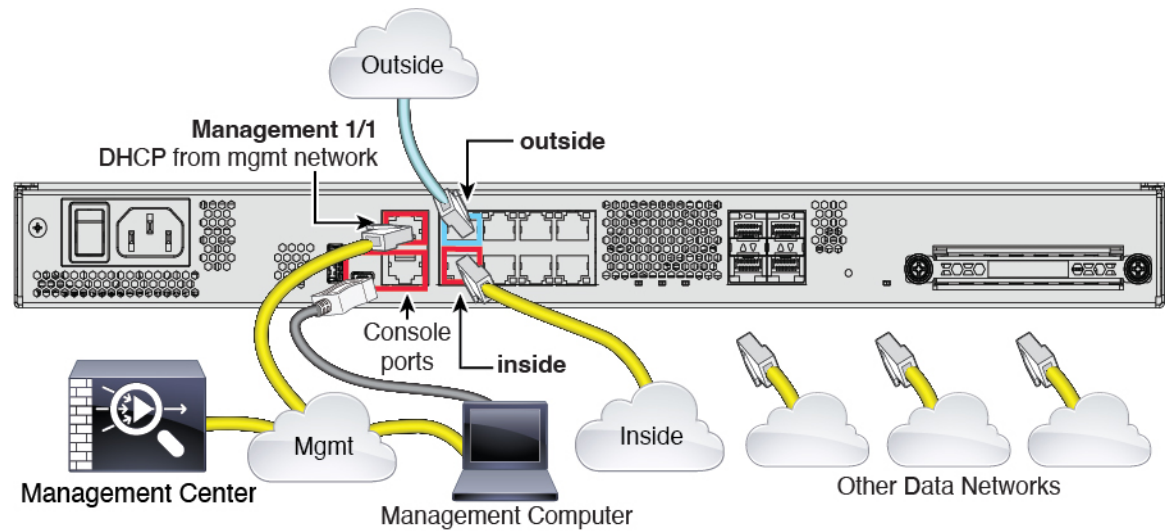 Outside
Management 1/1
DHCP from mgmt network
outside
Console
ports
inside
Mgmt
Inside
Management Center
Management Computer
Other Data Networks